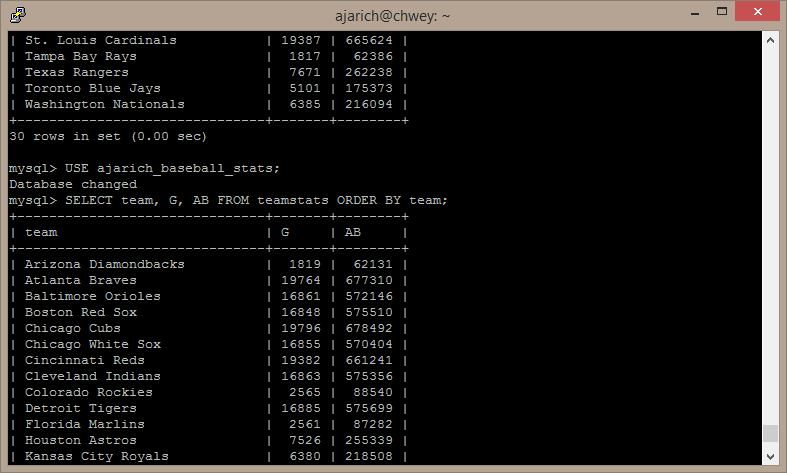 ajarich@chwey: ~
| St. Louis Cardinals           | 19387 | 665624 |
| Tampa Bay Rays                |  1817 |  62386 |
| Texas Rangers                 |  7671 | 262238 |
| Toronto Blue Jays             |  5101 | 175373 |
| Washington Nationals          |  6385 | 216094 |
+-------------------------------+-------+--------+
30 rows in set (0.00 sec)
mysql> USE ajarich_baseball_stats;
Database changed
mysql> SELECT team, G, AB FROM teamstats ORDER BY team;
+-------------------------------+-------+--------+
| team                          | G     | AB     |
+-------------------------------+-------+--------+
| Arizona Diamondbacks          |  1819 |  62131 |
| Atlanta Braves                | 19764 | 677310 |
| Baltimore Orioles             | 16861 | 572146 |
| Boston Red Sox                | 16848 | 575510 |
| Chicago Cubs                  | 19796 | 678492 |
| Chicago White Sox             | 16855 | 570404 |
| Cincinnati Reds               | 19382 | 661241 |
| Cleveland Indians             | 16863 | 575356 |
| Colorado Rockies              |  2565 |  88540 |
| Detroit Tigers                | 16885 | 575699 |
| Florida Marlins               |  2561 |  87282 |
| Houston Astros                |  7526 | 255339 |
| Kansas City Royals            |  6380 | 218508 |